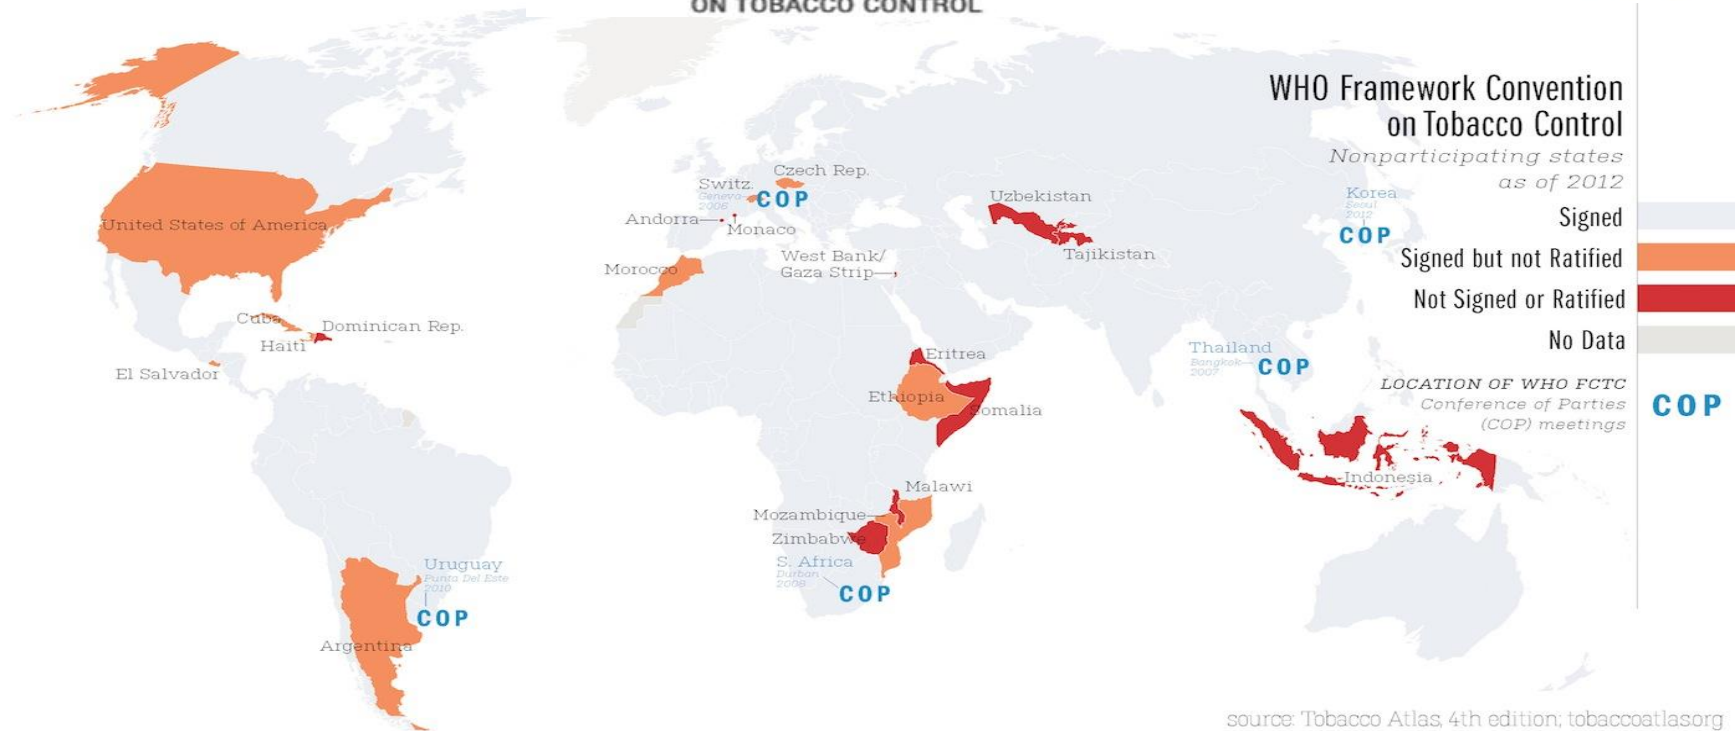 ON TOBACCO CONTROL
WHO Framework Convention
on Tobacco Control
Nonparticipating states
as of 2012
Signed
Signed but not Ratified
Not Signed or Ratified
No Data
LOCATION OF WHO FCTC
Conference of Parties
(COP) meetings
COP
United States of America
Cuba
Haiti
Dominican Rep.
El Salvador
Uruguay
Punta Del Este
2010
COP
Argentina
Czech Rep.
Switz.
Geneva
2006
COP
Andorra
Monaco
Morocco
West Bank/
Gaza Strip
Uzbekistan
Tajikistan
Korea
Seoul
2012
COP
Eritrea
Ethiopia
Somalia
Thailand
Bangkok
2007
COP
Indonesia
Malawi
Mozambique
Zimbabwe
S. Africa
Durban
2008
COP
source: Tobacco Atlas, 4th edition; tobaccoatlas.org